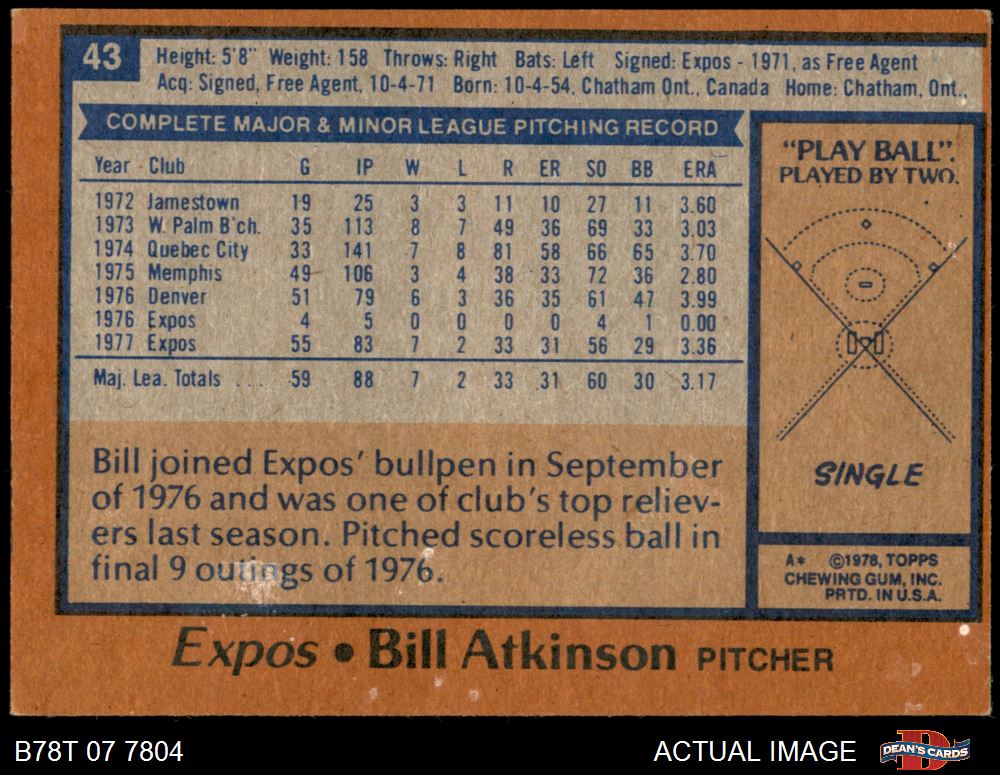 43
Height: 5'8" Weight: 158 Throws: Right Bats: Left Signed: Expos - 1971, as Free Agent
Acq: Signed, Free Agent, 10-4-71 Born: 10-4-54, Chatham Ont., Canada Home: Chatham, Ont.,
COMPLETE MAJOR & MINOR LEAGUE PITCHING RECORD
Year - Club G IP W L R ER SO BB ERA
1972 Jamestown 19 25 3 3 11 10 27 11 3.60
1973 W. Palm B'ch. 35 113 8 7 49 36 69 33 3.03
1974 Quebec City 33 141 7 8 81 58 66 65 3.70
1975 Memphis 49 106 3 4 38 33 72 36 2.80
1976 Denver 51 79 6 3 36 35 61 47 3.99
1976 Expos 4 5 0 0 0 0 4 1 0.00
1977 Expos 55 83 7 2 33 31 56 29 3.36
Maj. Lea. Totals ... 59 88 7 2 33 31 60 30 3.17
Bill joined Expos' bullpen in September
of 1976 and was one of club's top reliev-
ers last season. Pitched scoreless ball in
final 9 outings of 1976.
"PLAY BALL".
PLAYED BY TWO.
SINGLE
A* ©1978, TOPPS
CHEWING GUM, INC.
PRTD. IN U.S.A.
Expos • Bill Atkinson PITCHER
B78T 07 7804
ACTUAL IMAGE
D
DEAN'S CARDS